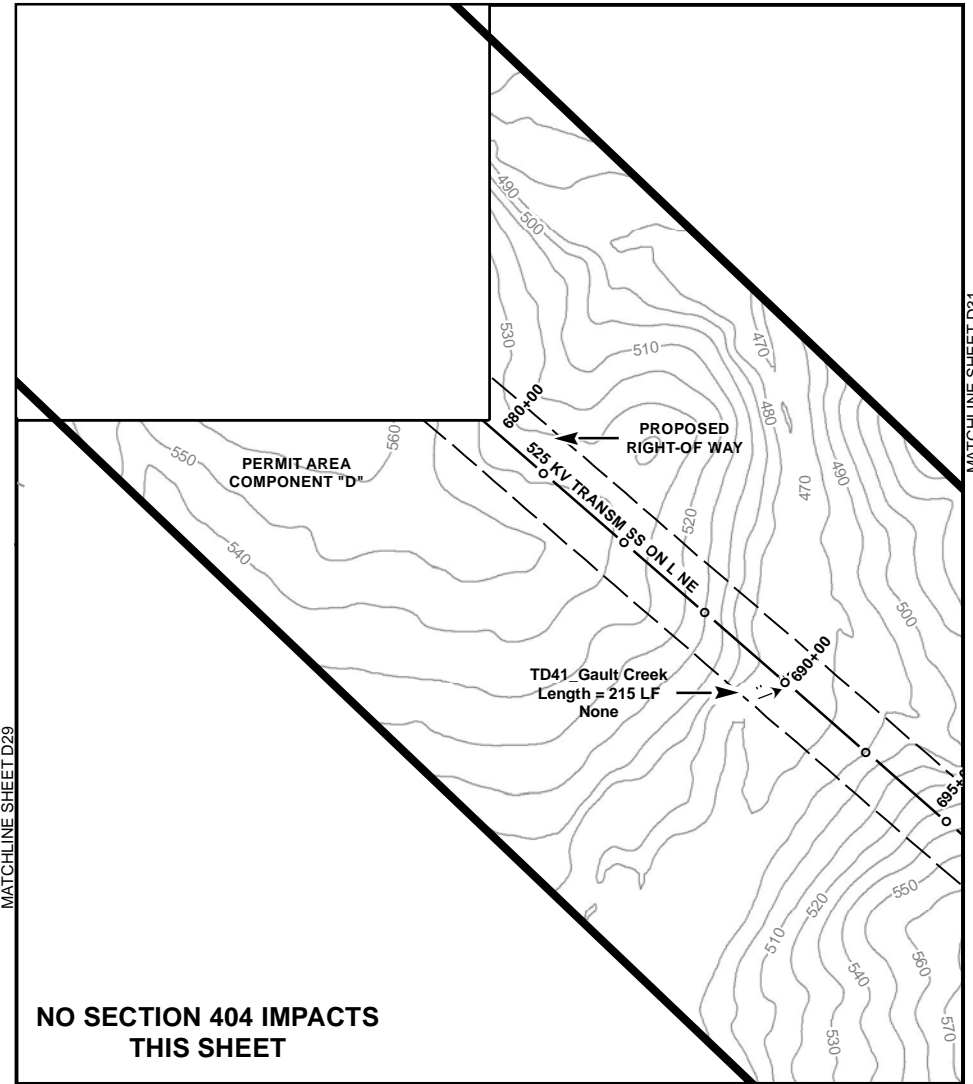 490
500
530
510
470
480
470
490
500
MATCHLINE SHEET D31
680+00
PROPOSED
RIGHT-OF WAY
560
550
PERMIT AREA
COMPONENT "D"
540
525 KV TRANSM SS ON L NE
520
690+00
TD41_Gault Creek
Length = 215 LF
None
MATCHLINE SHEET D29
550
520
510
540
530
560
570
NO SECTION 404 IMPACTS
THIS SHEET